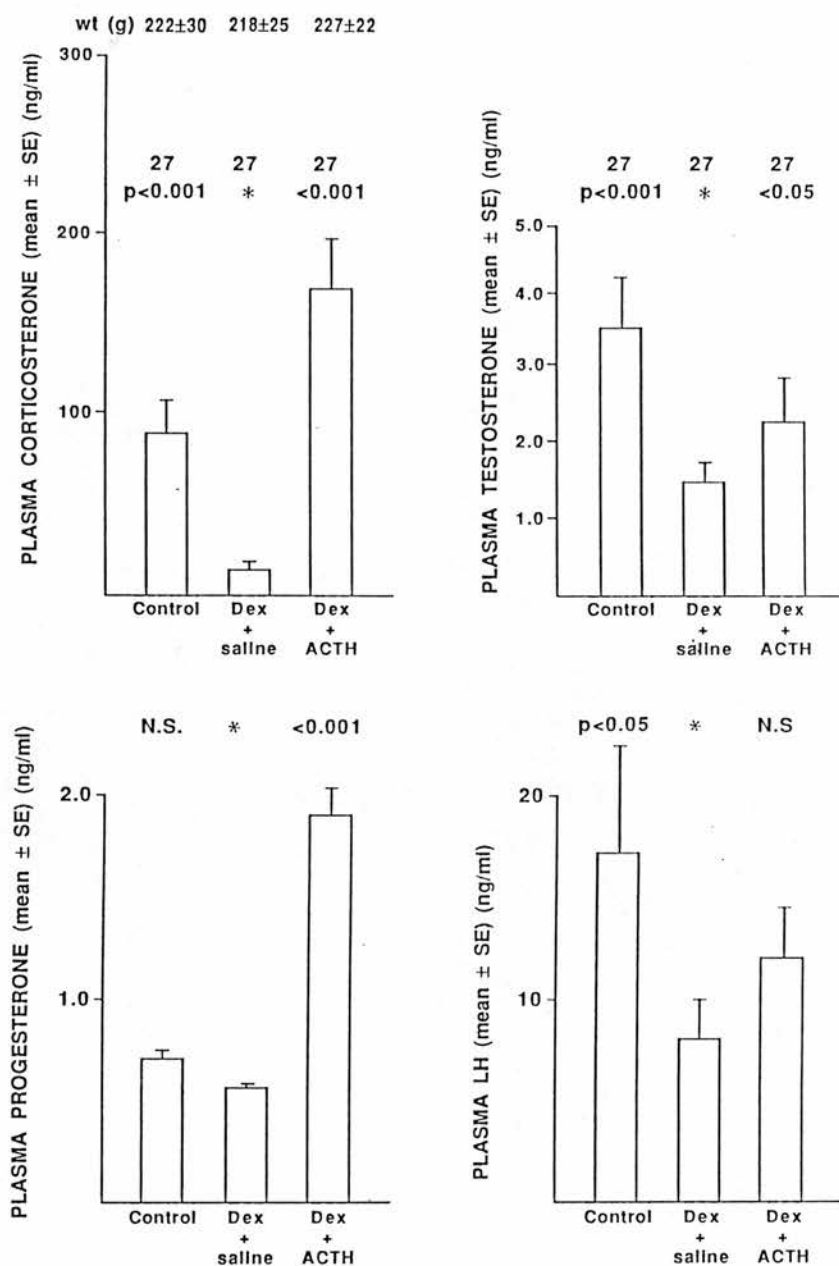 wt (g) 222±30 218±25 227±22
PLASMA CORTICOSTERONE (mean ± SE) (ng/ml)
300
200
100
27 27 27
p<0.001 * <0.001
Control Dex Dex
+ +
saline ACTH
PLASMA TESTOSTERONE (mean ± SE) (ng/ml)
27 27 27
p<0.001 * <0.05
5.0
4.0
3.0
2.0
1.0
Control Dex Dex
+ +
saline ACTH
PLASMA PROGESTERONE (mean ± SE) (ng/ml)
N.S. * <0.001
2.0
1.0
Control Dex Dex
+ +
saline ACTH
PLASMA LH (mean ± SE) (ng/ml)
p<0.05 * N.S
20
10
Control Dex Dex
+ +
saline ACTH